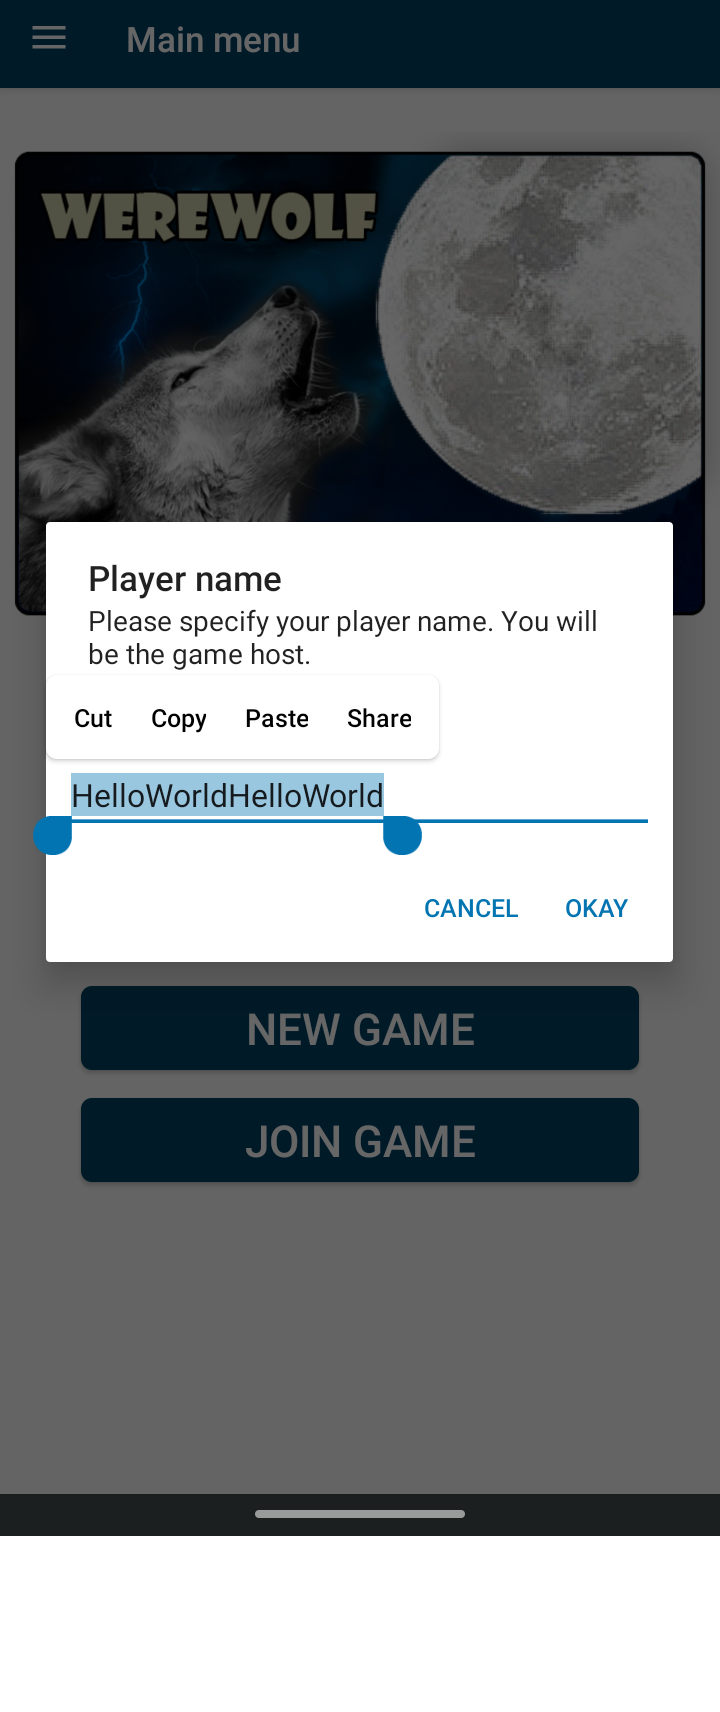 Main menu
WEREWOLF
Player name
Please specify your player name. You will
be the game host.
Cut Copy Paste Share
HelloWorldHelloWorld
CANCEL OKAY
NEW GAME
JOIN GAME